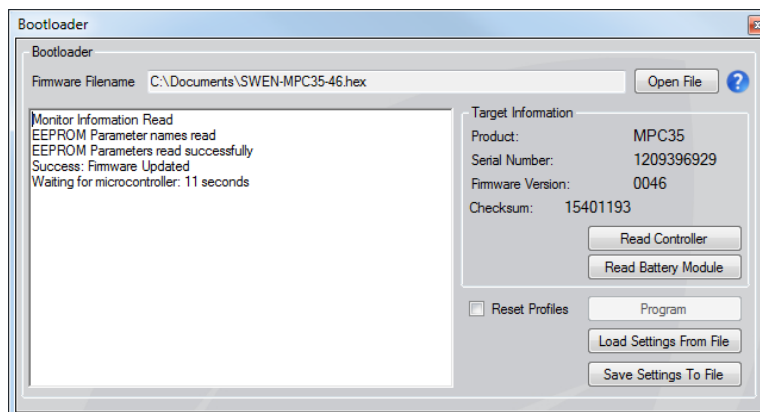 Bootloader
Bootloader
Firmware Filename C:\Documents\SWEN-MPC35-46.hex Open File ?
Monitor Information Read
EEPROM Parameter names read
EEPROM Parameters read successfully
Success: Firmware Updated
Waiting for microcontroller: 11 seconds
Target Information
Product: MPC35
Serial Number: 1209396929
Firmware Version: 0046
Checksum: 15401193
Read Controller
Read Battery Module
Reset Profiles Program
Load Settings From File
Save Settings To File